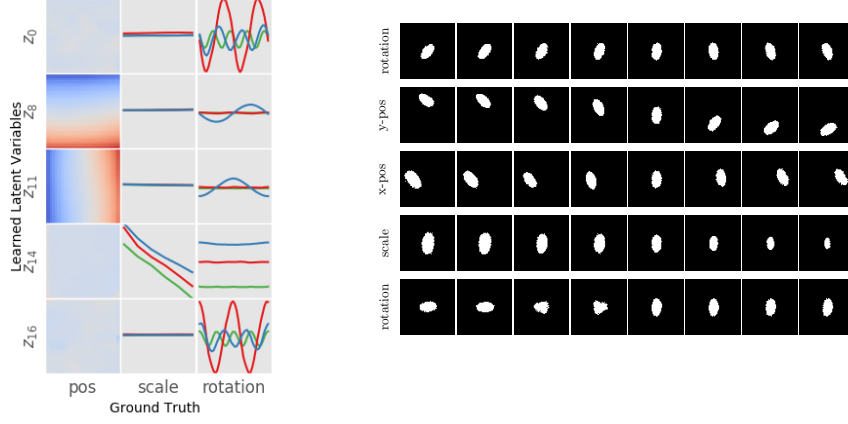 Learned Latent Variables
Z0
Z8
Z11
Z14
Z16
pos scale rotation
Ground Truth
rotation
y-pos
x-pos
scale
rotation